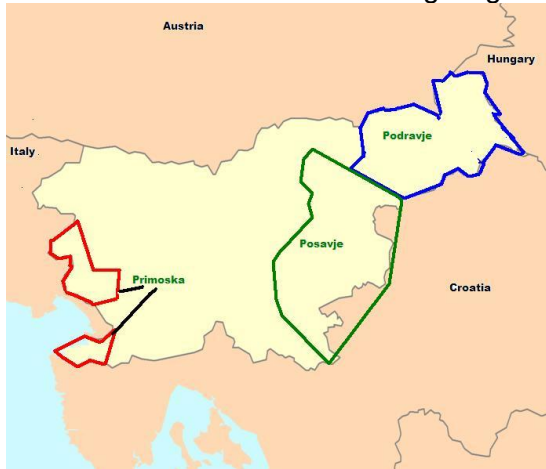 Austria
Hungary
Podravje
Italy
Posavje
Primoska
Croatia